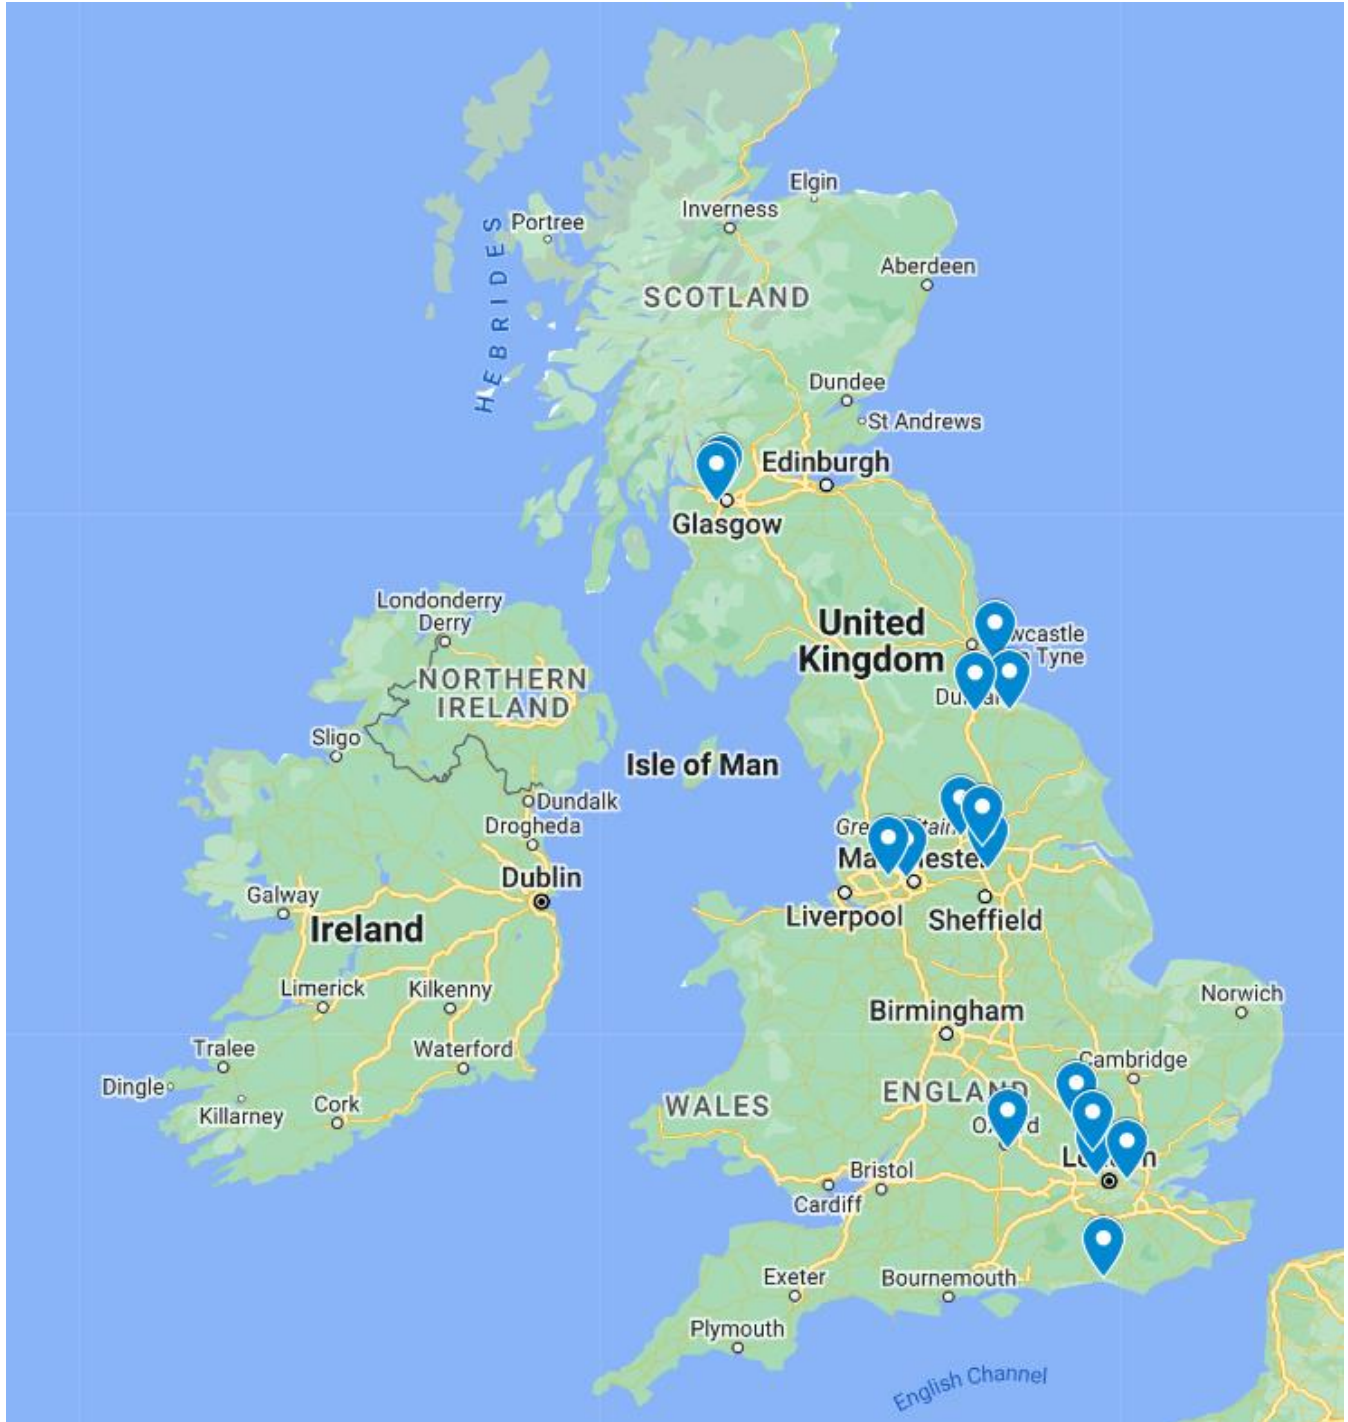 Elgin
Inverness
Portree
HEBRIDES
Aberdeen
SCOTLAND
Dundee
St Andrews
Edinburgh
Glasgow
Londonderry
Derry
United
Kingdom
wcastle
Tyne
NORTHERN
IRELAND
Sligo
Isle of Man
Dundalk
Drogheda
Dublin
Galway
Ireland
Liverpool
Sheffield
Limerick
Kilkenny
Norwich
Birmingham
Tralee
Waterford
Cambridge
Dingle
Killarney
Cork
WALES
ENGLAND
Bristol
Cardiff
Exeter
Bournemouth
Plymouth
English Channel